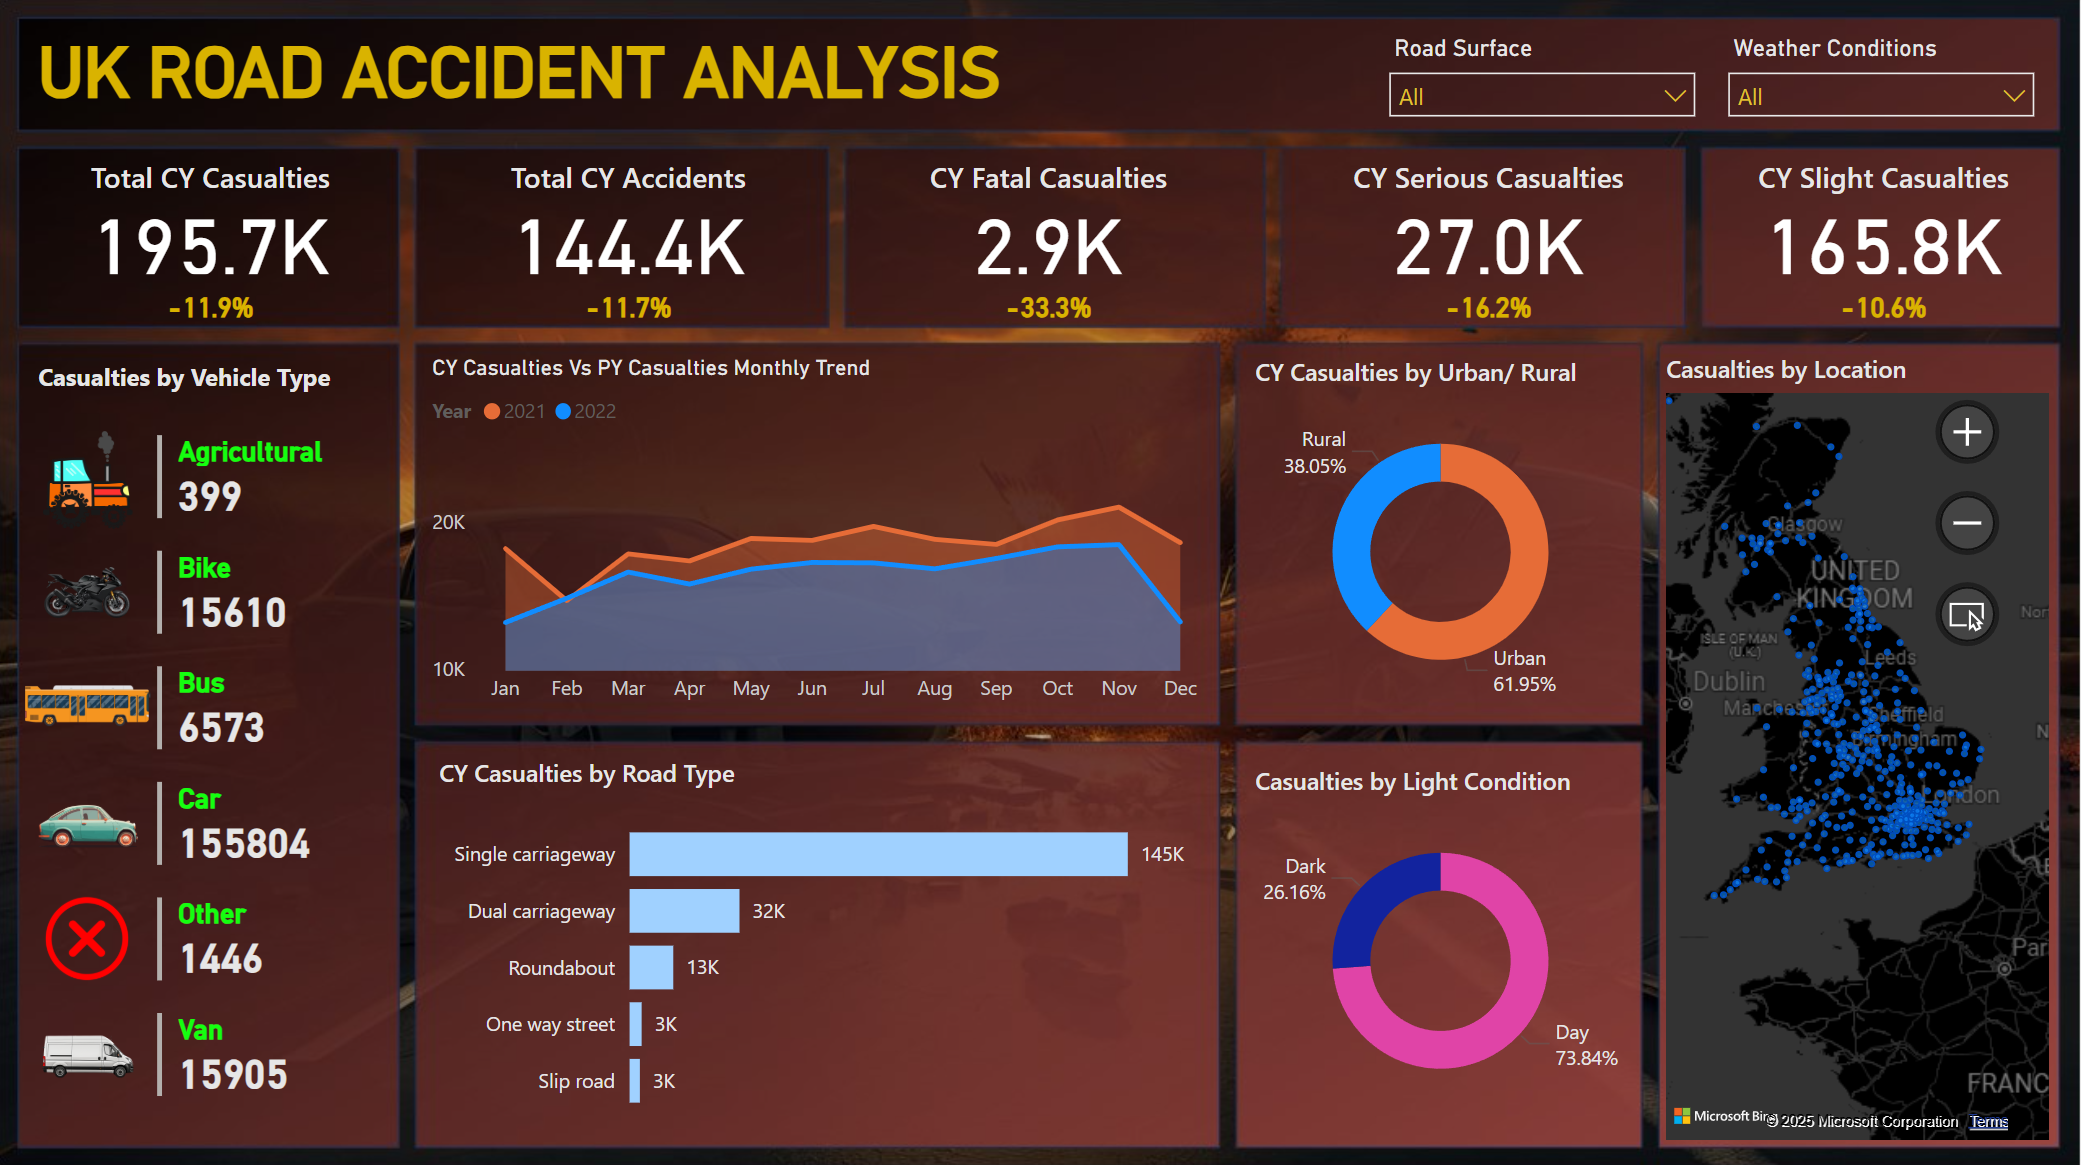 UK ROAD ACCIDENT ANALYSIS
Road Surface
All
Weather Conditions
All
Total CY Casualties
195.7K
-11.9%
Total CY Accidents
144.4K
-11.7%
CY Fatal Casualties
2.9K
-33.3%
CY Serious Casualties
27.0K
-16.2%
CY Slight Casualties
165.8K
-10.6%
Casualties by Vehicle Type
Agricultural
399
Bike
15610
Bus
6573
Car
155804
Other
1446
Van
15905
CY Casualties Vs PY Casualties Monthly Trend
Year 2021 2022
20K
10K
Jan Feb Mar Apr May Jun Jul Aug Sep Oct Nov Dec
CY Casualties by Road Type
Single carriageway 145K
Dual carriageway 32K
Roundabout 13K
One way street 3K
Slip road 3K
CY Casualties by Urban/ Rural
Rural
38.05%
Urban
61.95%
Casualties by Light Condition
Dark
26.16%
Day
73.84%
Casualties by Location
Glasgow
UNITED
KINGDOM
Nor
ISLE OF MAN
(U.K.)
Leeds
Dublin
Manchester
Sheffield
N
Birmingham
London
Par
FRANC
Microsoft Bing
© 2025 Microsoft Corporation Terms